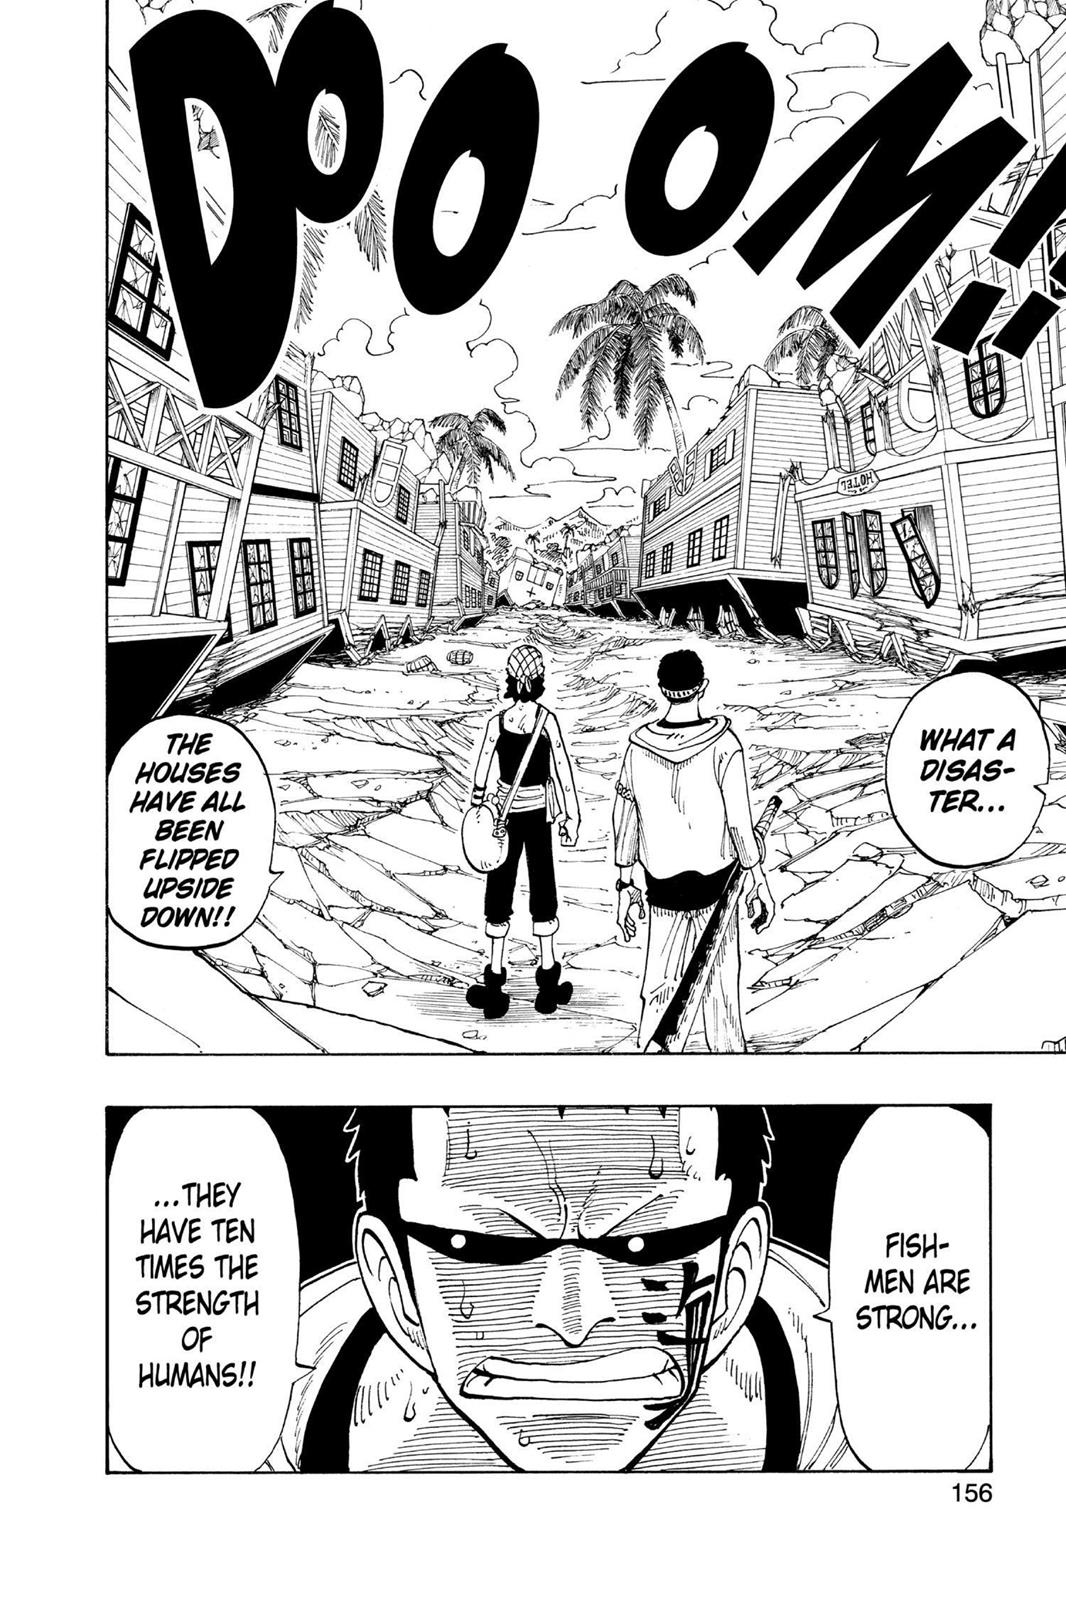 DOOOM!!
WHAT A
DISAS-
TER...
THE
HOUSES
HAVE ALL
BEEN
FLIPPED
UPSIDE
DOWN!!
HOTEL
FISH-
MEN ARE
STRONG...
...THEY
HAVE TEN
TIMES THE
STRENGTH
OF
HUMANS!!
156